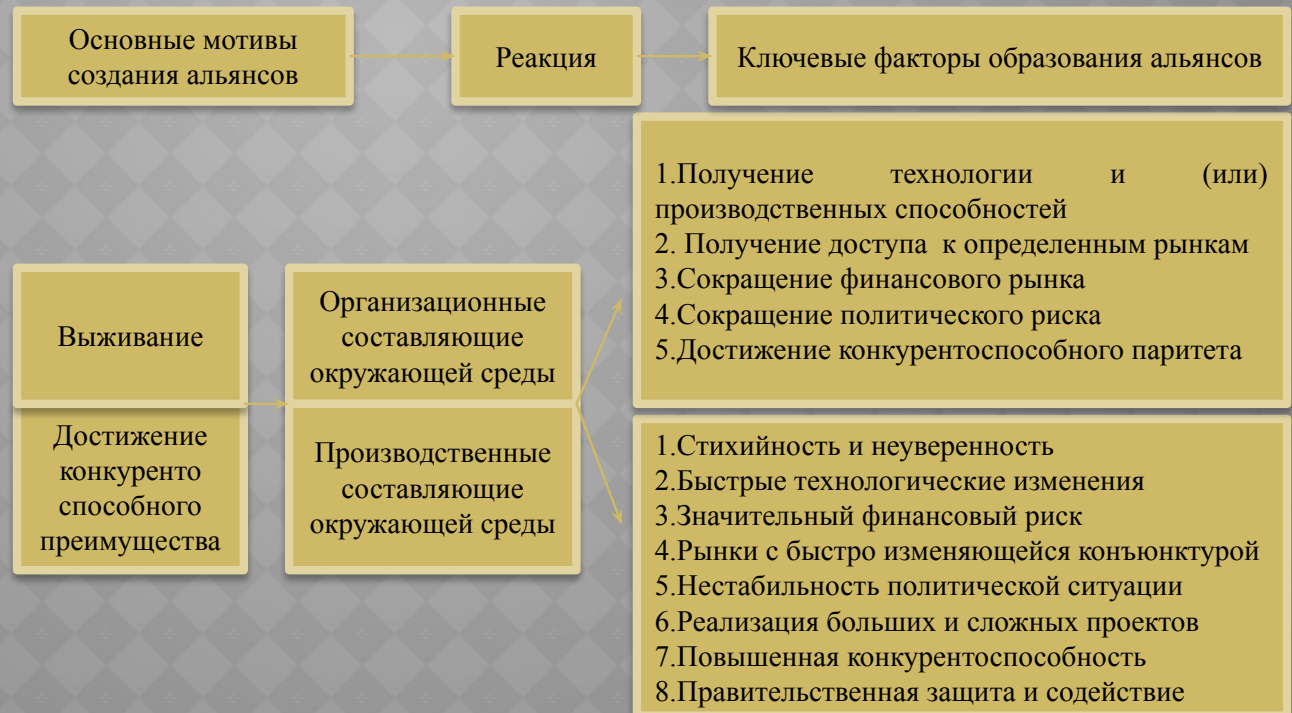 Основные мотивы
создания альянсов
Реакция
Ключевые факторы образования альянсов
Выживание
Достижение
конкуренто
способного
преимущества
Организационные
составляющие
окружающей среды
Производственные
составляющие
окружающей среды
1.Получение технологии и (или)
производственных способностей
2. Получение доступа к определенным рынкам
3.Сокращение финансового рынка
4.Сокращение политического риска
5.Достижение конкурентоспособного паритета
1.Стихийность и неуверенность
2.Быстрые технологические изменения
3.Значительный финансовый риск
4.Рынки с быстро изменяющейся конъюнктурой
5.Нестабильность политической ситуации
6.Реализация больших и сложных проектов
7.Повышенная конкурентоспособность
8.Правительственная защита и содействие